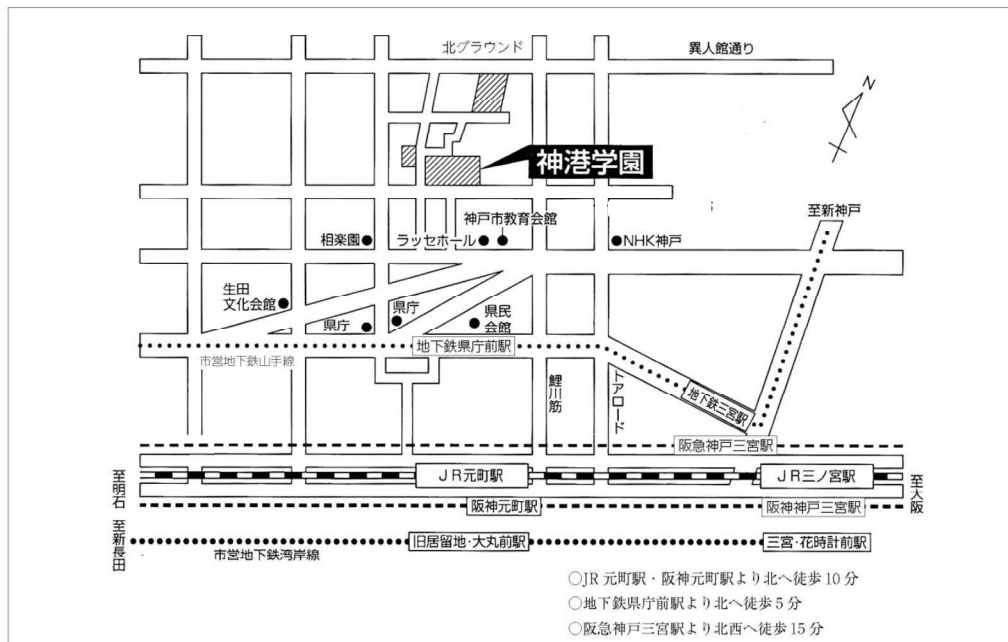 北グラウンド
異人館通り
N
神港学園
至新神戸
神戸市教育会館
相楽園
ラッセホール
NHK神戸
生田
文化会館
県庁
県庁
県民
会館
地下鉄県庁前駅
市営地下鉄山手線
鯉川筋
トアロード
地下鉄三宮駅
阪急神戸三宮駅
至明石
JR元町駅
JR三ノ宮駅
至大阪
阪神元町駅
阪神神戸三宮駅
至新長田
市営地下鉄湾岸線
旧居留地・大丸前駅
三宮・花時計前駅
○JR元町駅・阪神元町駅より北へ徒歩10分
○地下鉄県庁前駅より北へ徒歩5分
○阪急神戸三宮駅より北西へ徒歩15分